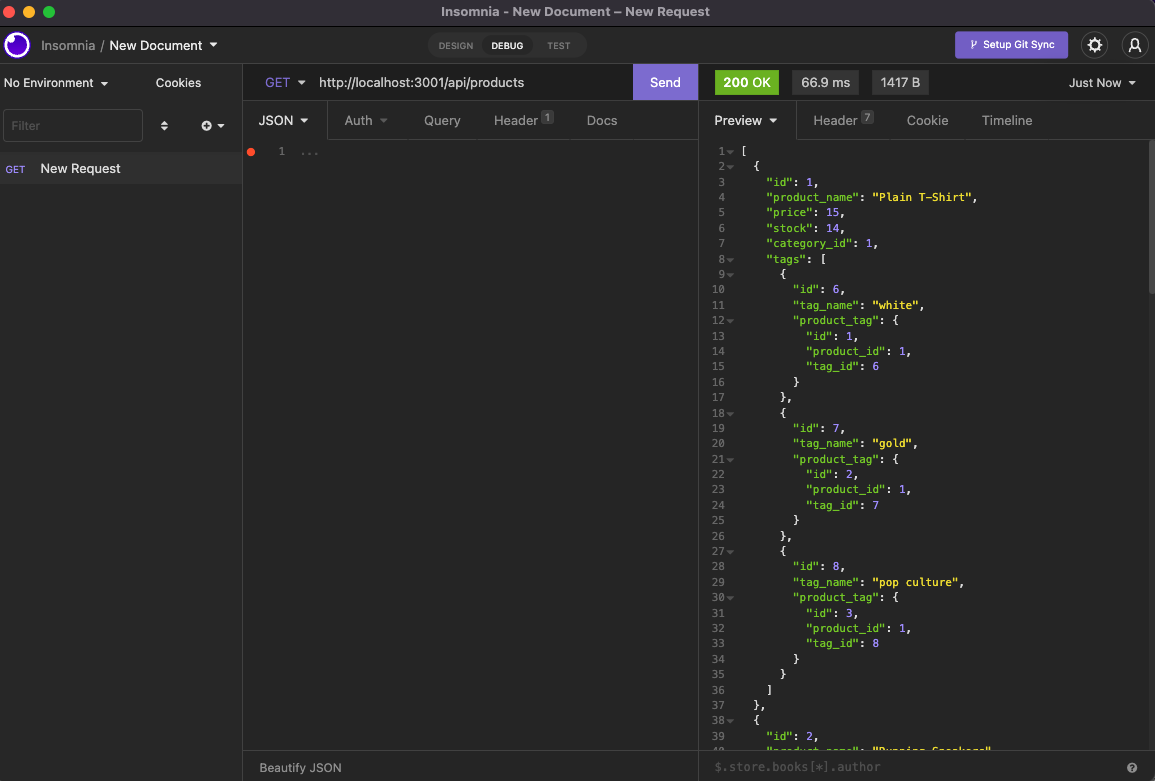 Insomnia - New Document – New Request
Insomnia / New Document
DESIGN DEBUG TEST
Setup Git Sync
No Environment Cookies
GET http://localhost:3001/api/products Send
200 OK 66.9 ms 1417 B Just Now
Filter
JSON Auth Query Header 1 Docs
Preview Header 7 Cookie Timeline
GET New Request
1 ...
1 [
2 {
3 "id": 1,
4 "product_name": "Plain T-Shirt",
5 "price": 15,
6 "stock": 14,
7 "category_id": 1,
8 "tags": [
9 {
10 "id": 6,
11 "tag_name": "white",
12 "product_tag": {
13 "id": 1,
14 "product_id": 1,
15 "tag_id": 6
16 }
17 },
18 {
19 "id": 7,
20 "tag_name": "gold",
21 "product_tag": {
22 "id": 2,
23 "product_id": 1,
24 "tag_id": 7
25 }
26 },
27 {
28 "id": 8,
29 "tag_name": "pop culture",
30 "product_tag": {
31 "id": 3,
32 "product_id": 1,
33 "tag_id": 8
34 }
35 }
36 ]
37 },
38 {
39 "id": 2,
40 "product_name": "Running Sneakers",
Beautify JSON
$.store.books[*].author